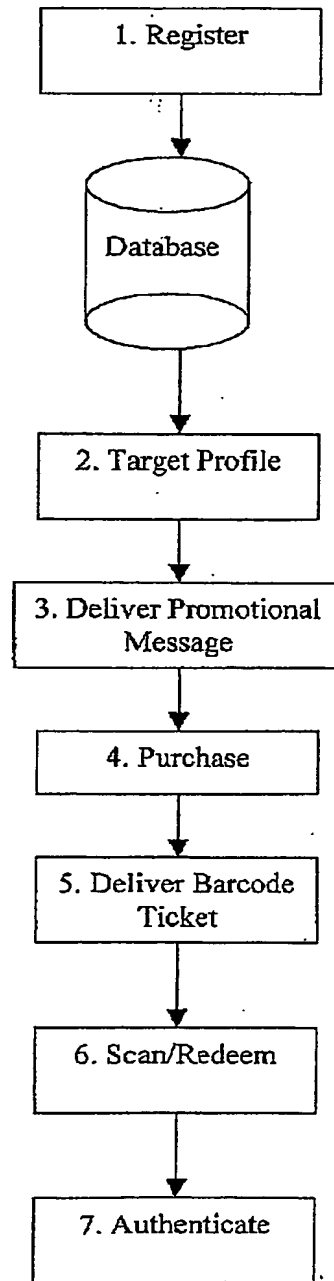 1. Register
Database
2. Target Profile
3. Deliver Promotional
Message
4. Purchase
5. Deliver Barcode
Ticket
6. Scan/Redeem
7. Authenticate